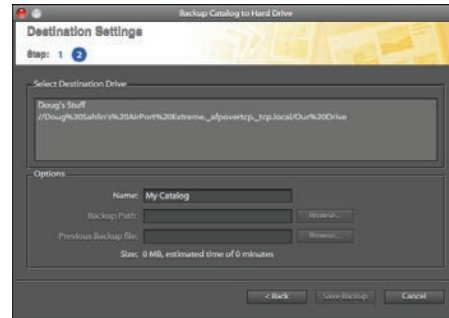 Backup Catalog to Hard Drive
Destination Settings
Step: 1 2
Select Destination Drive
Doug's Stuff
//Doug%20Sahlin's%20AirPort%20Extreme._afpovertcp._tcp.local/Our%20Drive
Options
Name: My Catalog
Backup Path: Browse...
Previous Backup file: Browse...
Size: 0 MB, estimated time of 0 minutes
< Back Save Backup Cancel